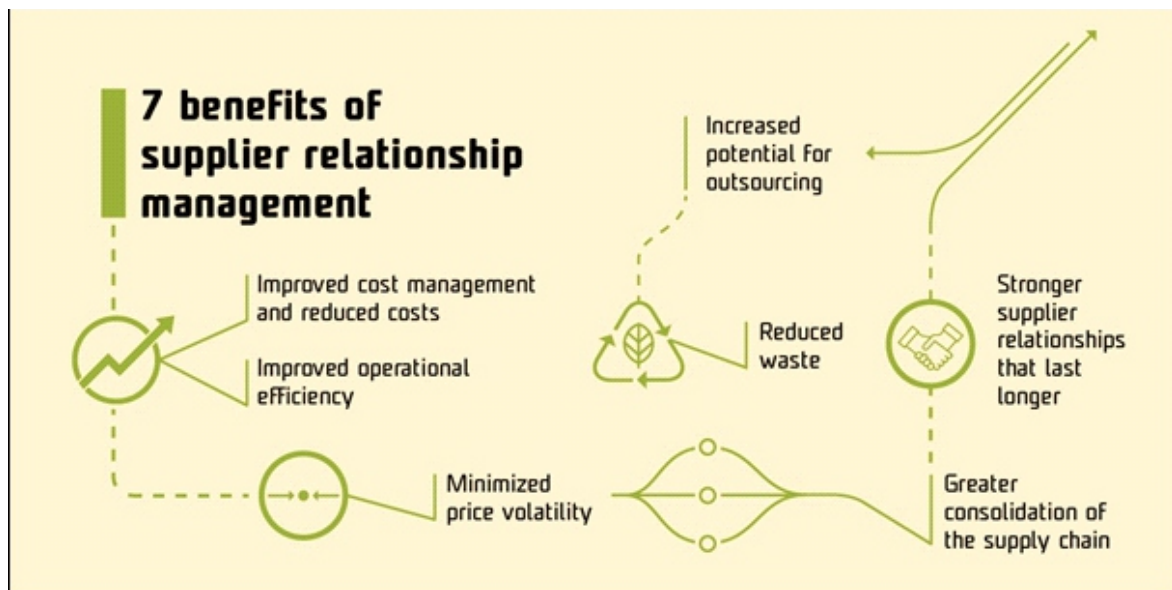 7 benefits of
supplier relationship
management
Improved cost management
and reduced costs
Improved operational
efficiency
Minimized
price volatility
Greater
consolidation of
the supply chain
Stronger
supplier
relationships
that last
longer
Increased
potential for
outsourcing
Reduced
waste